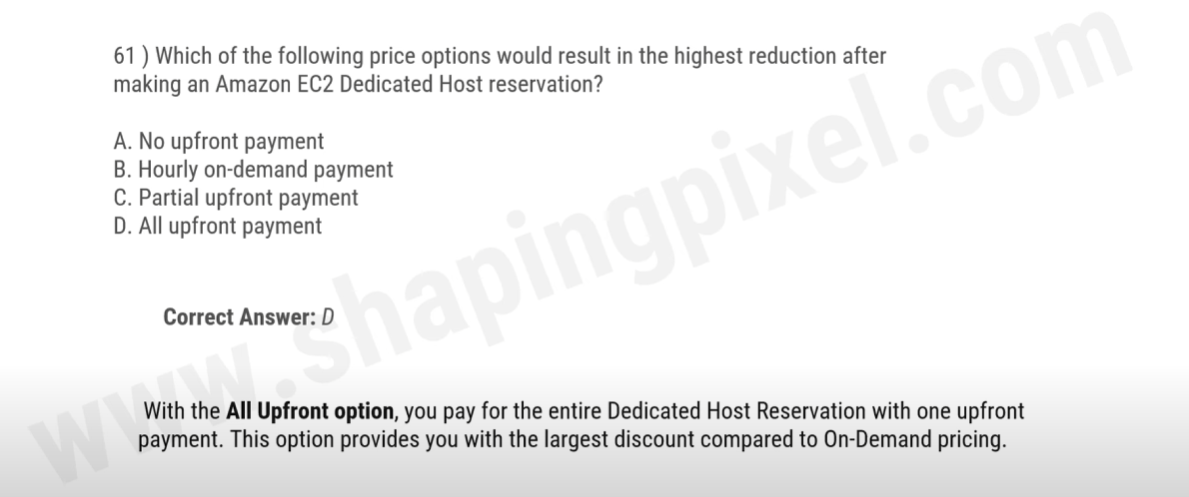 61 ) Which of the following price options would result in the highest reduction after
making an Amazon EC2 Dedicated Host reservation?
A. No upfront payment
B. Hourly on-demand payment
C. Partial upfront payment
D. All upfront payment
Correct Answer: D
With the All Upfront option, you pay for the entire Dedicated Host Reservation with one upfront
payment. This option provides you with the largest discount compared to On-Demand pricing.
www.shapingpixel.com